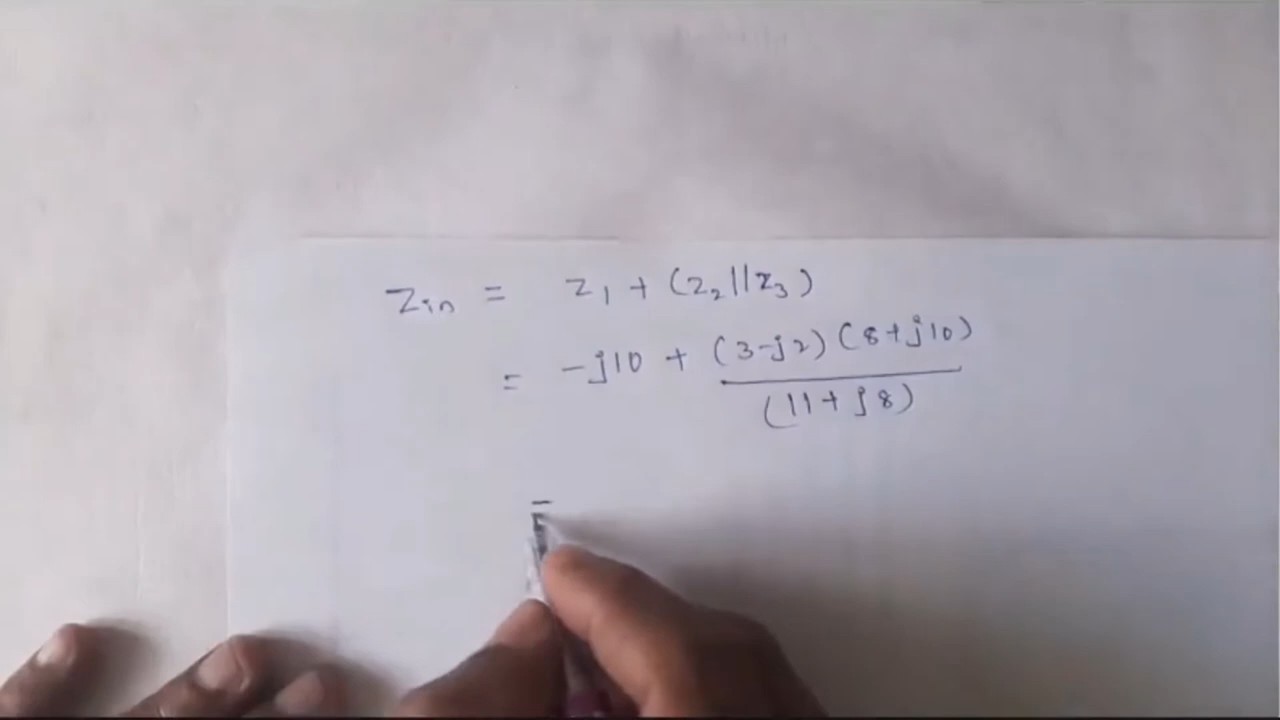 Zin = Z1 + (Z2||Z3)
= -j10 + (3-j2)(8+j10)
(11+j8)
=